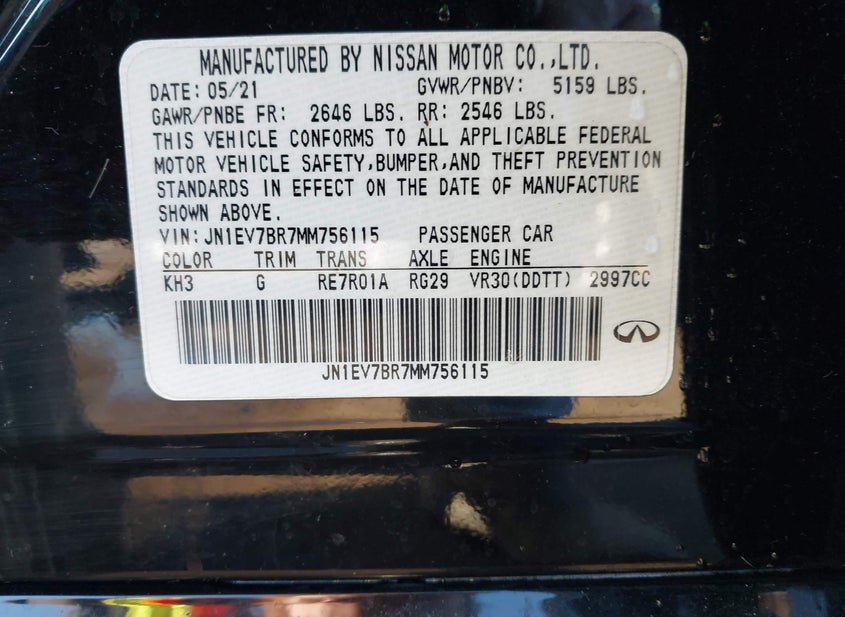 MANUFACTURED BY NISSAN MOTOR CO.,LTD.
DATE: 05/21 GVWR/PNBV: 5159 LBS.
GAWR/PNBE FR: 2646 LBS. RR: 2546 LBS.
THIS VEHICLE CONFORMS TO ALL APPLICABLE FEDERAL
MOTOR VEHICLE SAFETY,BUMPER,AND THEFT PREVENTION
STANDARDS IN EFFECT ON THE DATE OF MANUFACTURE
SHOWN ABOVE.
VIN:JN1EV7BR7MM756115 PASSENGER CAR
COLOR TRIM TRANS AXLE ENGINE
KH3 G RE7R01A RG29 VR30(DDTT) 2997CC
JN1EV7BR7MM756115